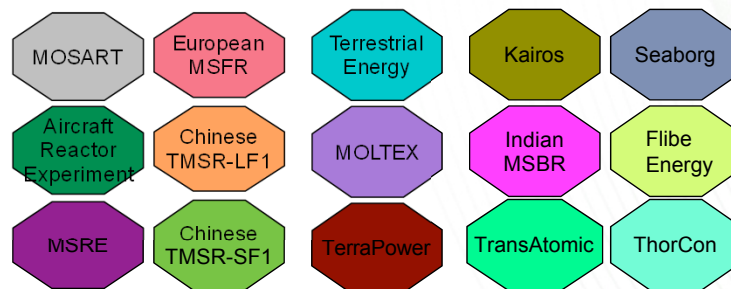 MOSART
European
MSFR
Terrestrial
Energy
Kairos
Seaborg
Aircraft
Reactor
Experiment
Chinese
TMSR-LF1
MOLTEX
Indian
MSBR
Flibe
Energy
MSRE
Chinese
TMSR-SF1
TerraPower
TransAtomic
ThorCon